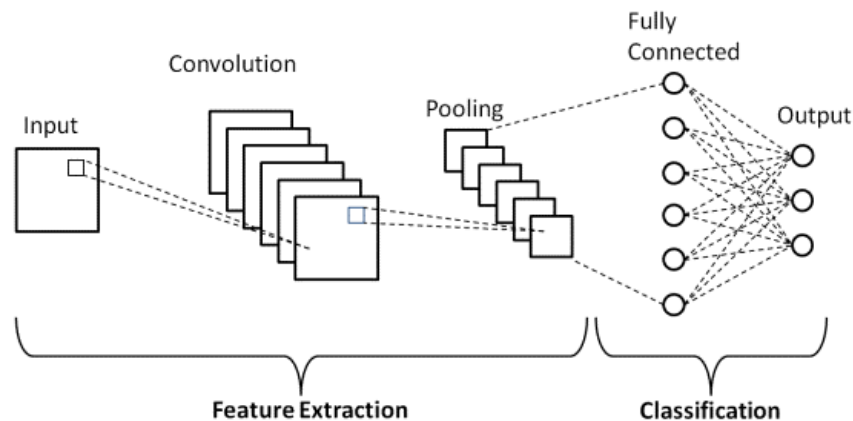 Fully
Connected
Convolution
Pooling
Input
Output
Feature Extraction
Classification